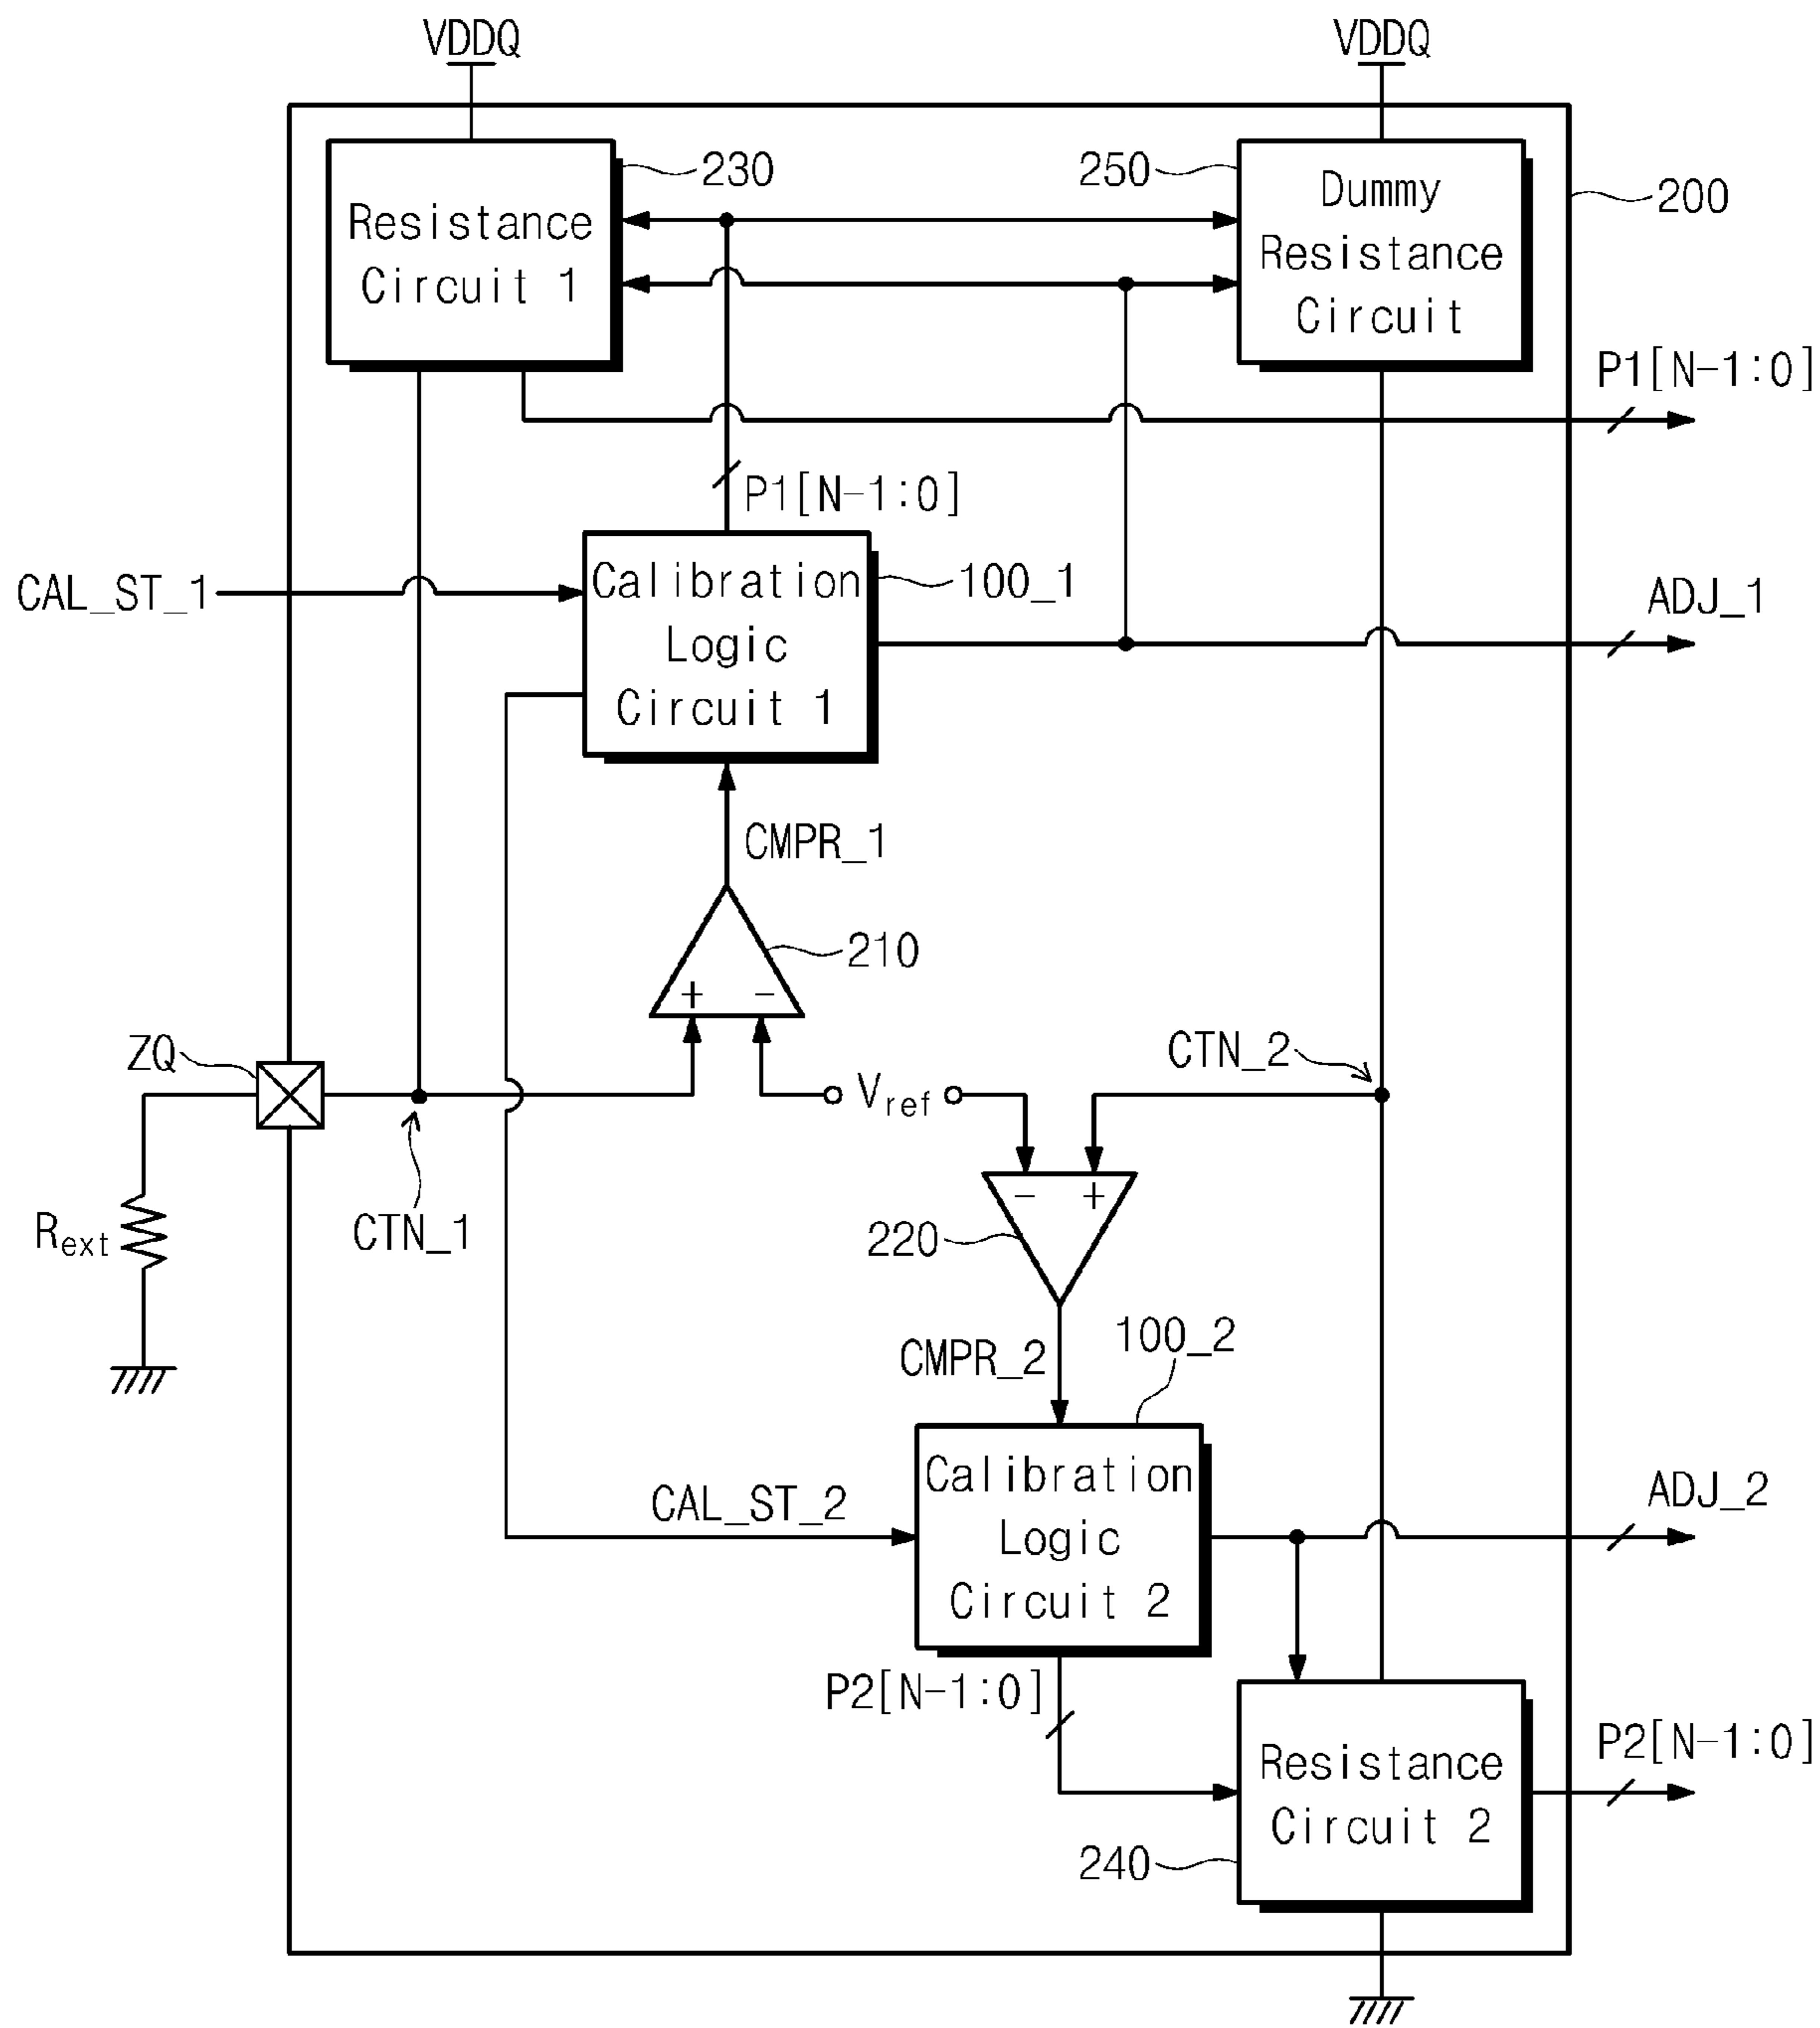 VDDQ
VDDQ
230
250
200
Resistance
Circuit 1
Dummy
Resistance
Circuit
P1[N-1:0]
P1[N-1:0]
CAL_ST_1
Calibration
Logic
Circuit 1
100_1
ADJ_1
CMPR_1
210
+ -
ZQ
Vref
CTN_2
Rext
CTN_1
- +
220
CMPR_2
100_2
CAL_ST_2
Calibration
Logic
Circuit 2
ADJ_2
P2[N-1:0]
P2[N-1:0]
Resistance
Circuit 2
240